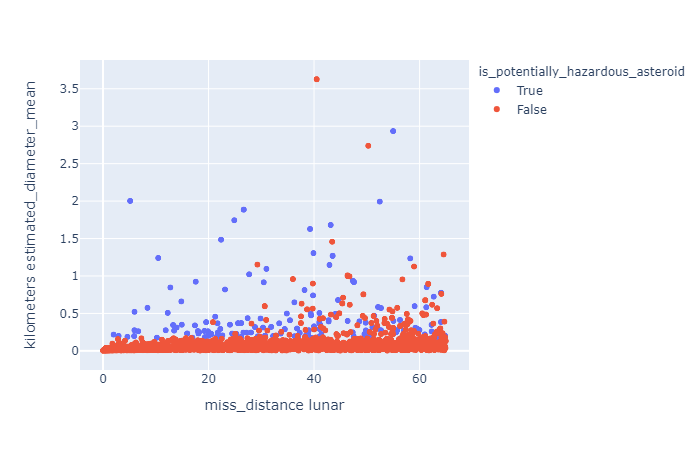 is_potentially_hazardous_asteroid
True
False
kilometers estimated_diameter_mean
3.5
3
2.5
2
1.5
1
0.5
0
0
20
40
60
miss_distance lunar